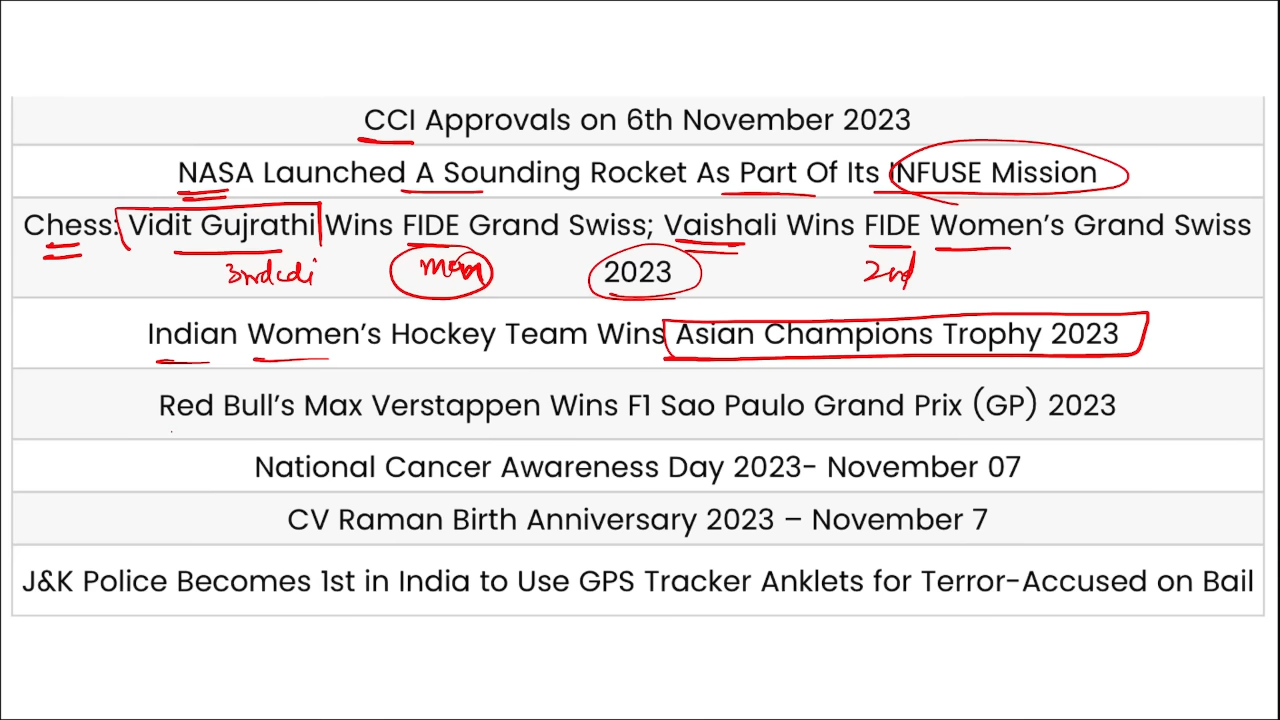 CCI Approvals on 6th November 2023
NASA Launched A Sounding Rocket As Part Of Its INFUSE Mission
Chess: Vidit Gujrathi Wins FIDE Grand Swiss; Vaishali Wins FIDE Women's Grand Swiss
men 2023 2nd
Indian Women's Hockey Team Wins Asian Champions Trophy 2023
Red Bull's Max Verstappen Wins F1 Sao Paulo Grand Prix (GP) 2023
National Cancer Awareness Day 2023- November 07
CV Raman Birth Anniversary 2023 – November 7
J&K Police Becomes 1st in India to Use GPS Tracker Anklets for Terror-Accused on Bail